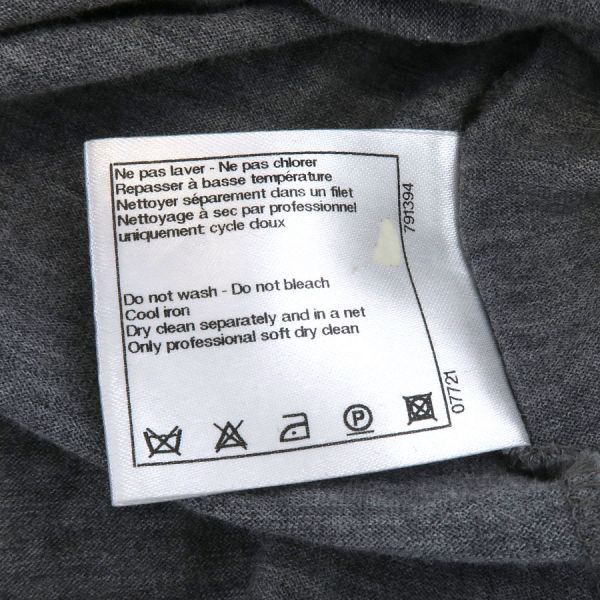 Ne pas laver - Ne pas chlorer
Repasser à basse température
Nettoyer séparement dans un filet
Nettoyage à sec par professionnel
uniquement cycle doux
Do not wash - Do not bleach
Cool iron
Dry clean separately and in a net
Only professional soft dry clean
P
791394
07721